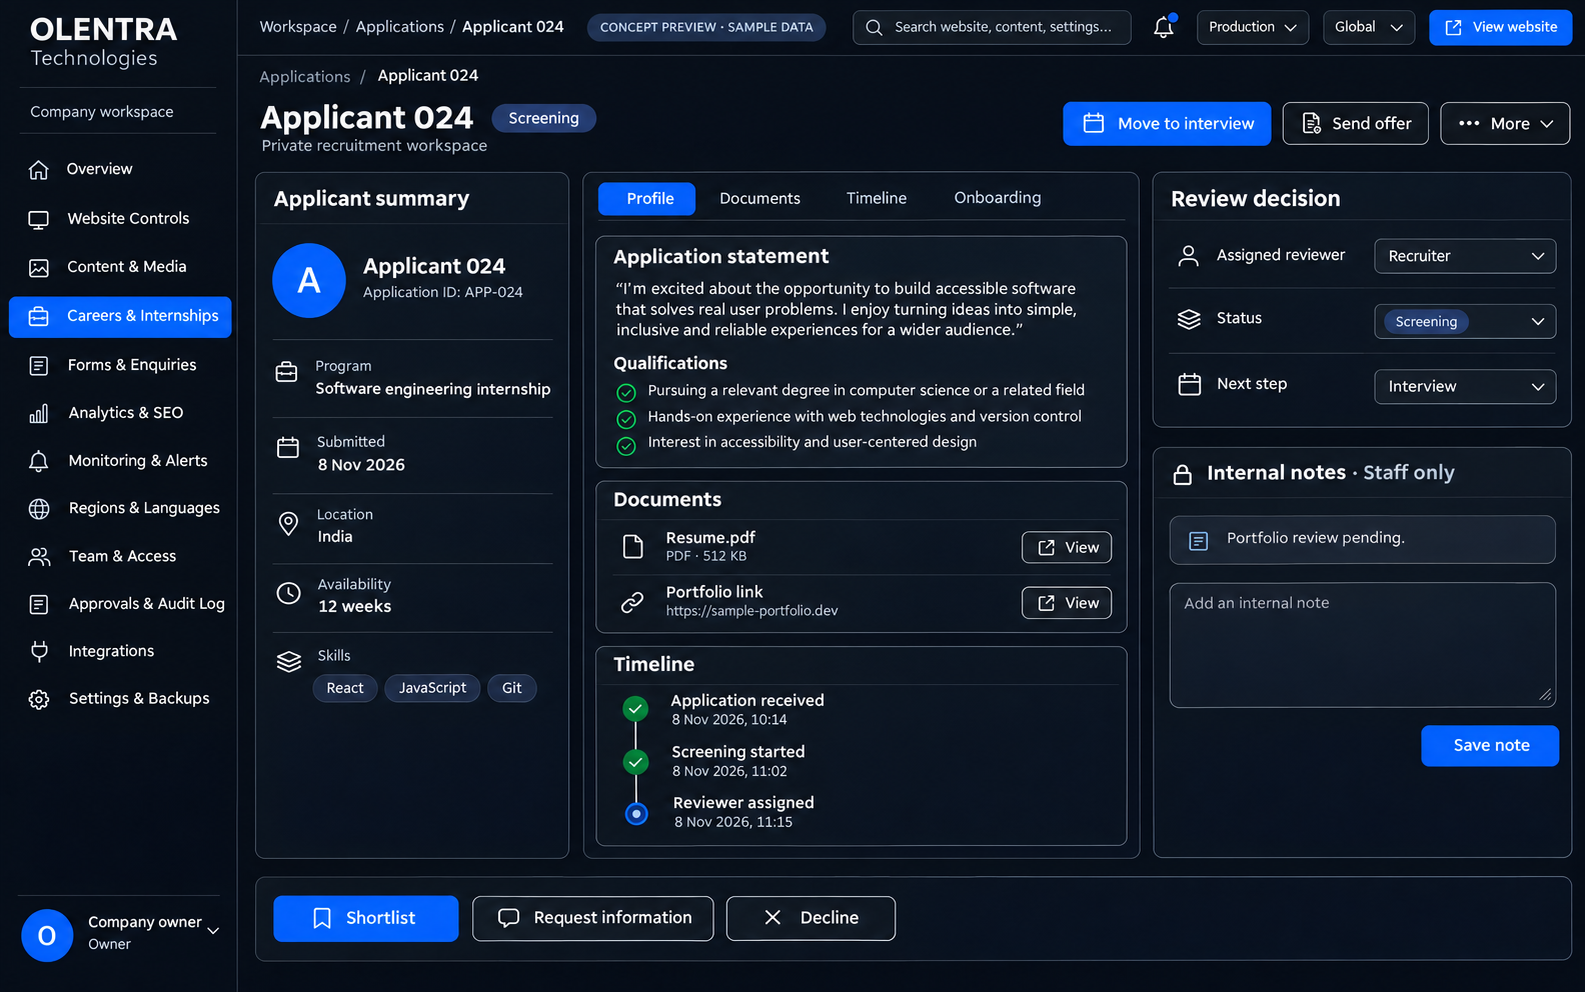 OLENTRA
Technologies
Company workspace
Overview
Website Controls
Content & Media
Careers & Internships
Forms & Enquiries
Analytics & SEO
Monitoring & Alerts
Regions & Languages
Team & Access
Approvals & Audit Log
Integrations
Settings & Backups
O
Company owner
Owner
Workspace / Applications / Applicant 024
CONCEPT PREVIEW · SAMPLE DATA
Search website, content, settings...
Production
Global
View website
Applications / Applicant 024
Applicant 024
Screening
Private recruitment workspace
Move to interview
Send offer
••• More
Applicant summary
A
Applicant 024
Application ID: APP-024
Program
Software engineering internship
Submitted
8 Nov 2026
Location
India
Availability
12 weeks
Skills
React
JavaScript
Git
Profile
Documents
Timeline
Onboarding
Application statement
“I’m excited about the opportunity to build accessible software
that solves real user problems. I enjoy turning ideas into simple,
inclusive and reliable experiences for a wider audience.”
Qualifications
Pursuing a relevant degree in computer science or a related field
Hands-on experience with web technologies and version control
Interest in accessibility and user-centered design
Documents
Resume.pdf
PDF · 512 KB
View
Portfolio link
https://sample-portfolio.dev
View
Timeline
Application received
8 Nov 2026, 10:14
Screening started
8 Nov 2026, 11:02
Reviewer assigned
8 Nov 2026, 11:15
Review decision
Assigned reviewer
Recruiter
Status
Screening
Next step
Interview
Internal notes · Staff only
Portfolio review pending.
Add an internal note
Save note
Shortlist
Request information
Decline